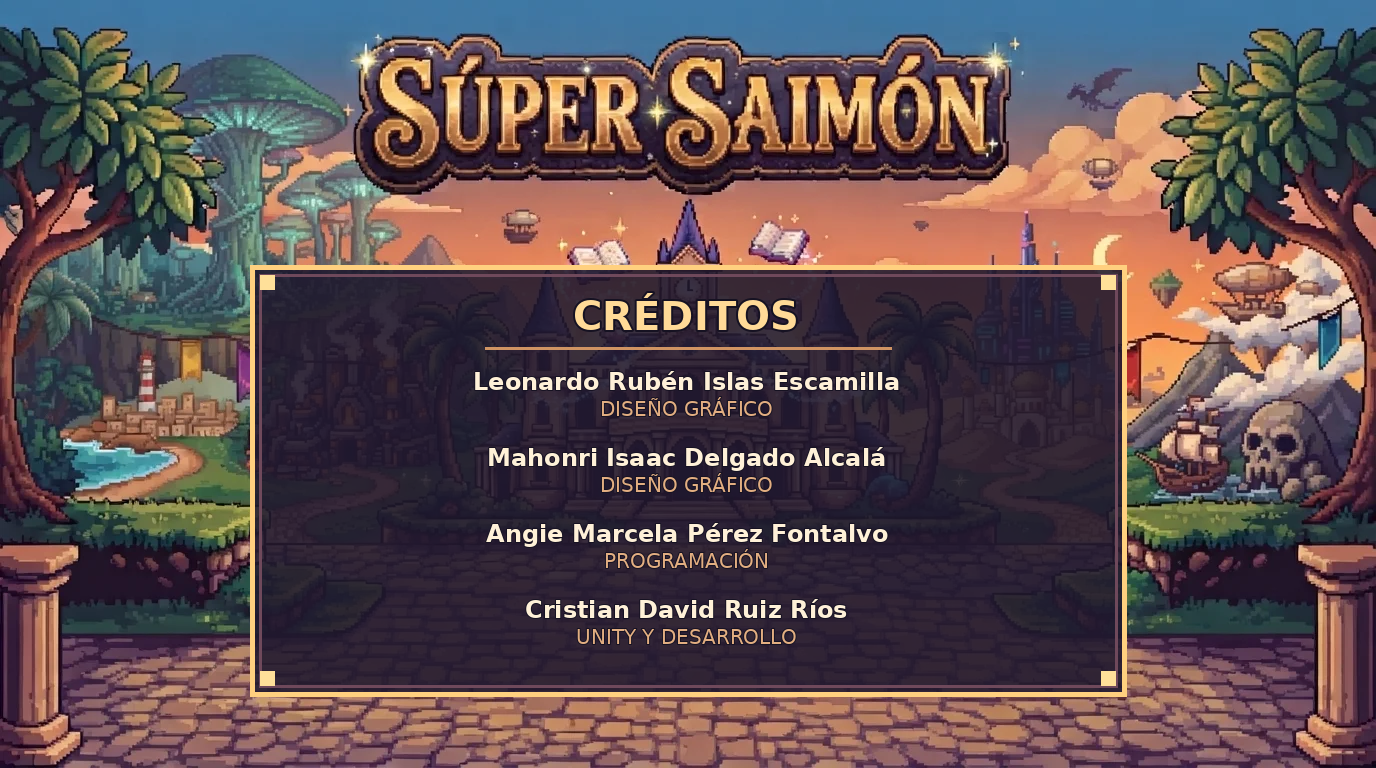 SÚPER SAIMÓN
CRÉDITOS
Leonardo Rubén Islas Escamilla
DISEÑO GRÁFICO
Mahonri Isaac Delgado Alcalá
DISEÑO GRÁFICO
Angie Marcela Pérez Fontalvo
PROGRAMACIÓN
Cristian David Ruiz Ríos
UNITY Y DESARROLLO